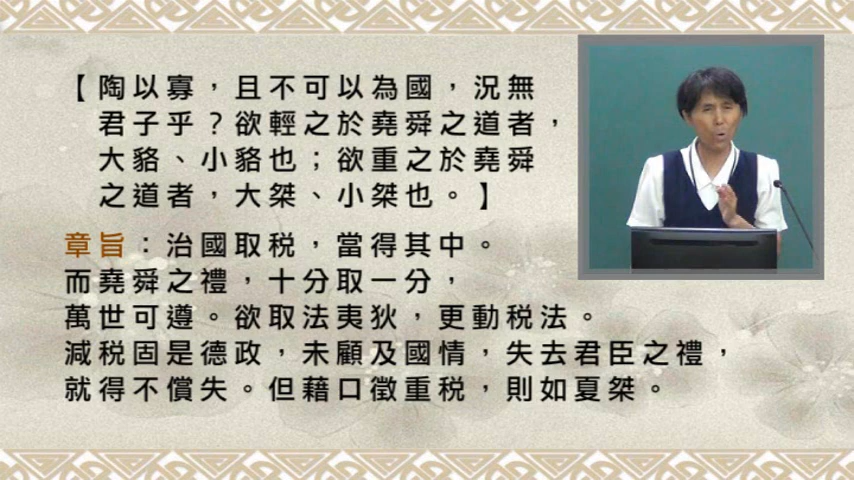 【陶以寡，且不可以為國，況無
君子乎？欲輕之於堯舜之道者，
大貉、小貉也；欲重之於堯舜
之道者，大桀、小桀也。】
章旨：治國取税，當得其中。
而堯舜之禮，十分取一分，
萬世可遵。欲取法夷狄，更動税法。
減税固是德政，未顧及國情，失去君臣之禮，
就得不償失。但藉口徵重税，則如夏桀。